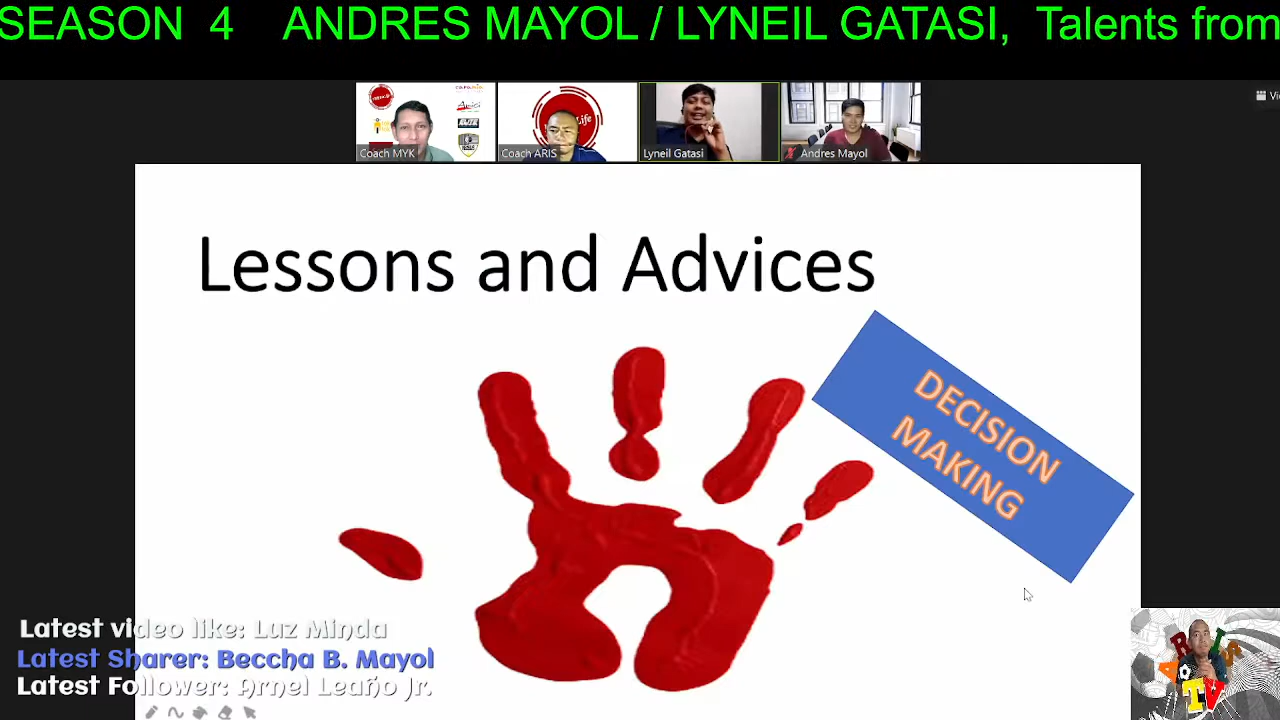 SEASON 4 ANDRES MAYOL / LYNEIL GATASI, Talents from
Coach MYK
Coach ARIS
Lyneil Gatasi
Andres Mayol
Lessons and Advices
DECISION
MAKING
Latest video like: Luz Minda
Latest Sharer: Beccha B. Mayol
Latest Follower: Arnel Leaño Jr.
TV